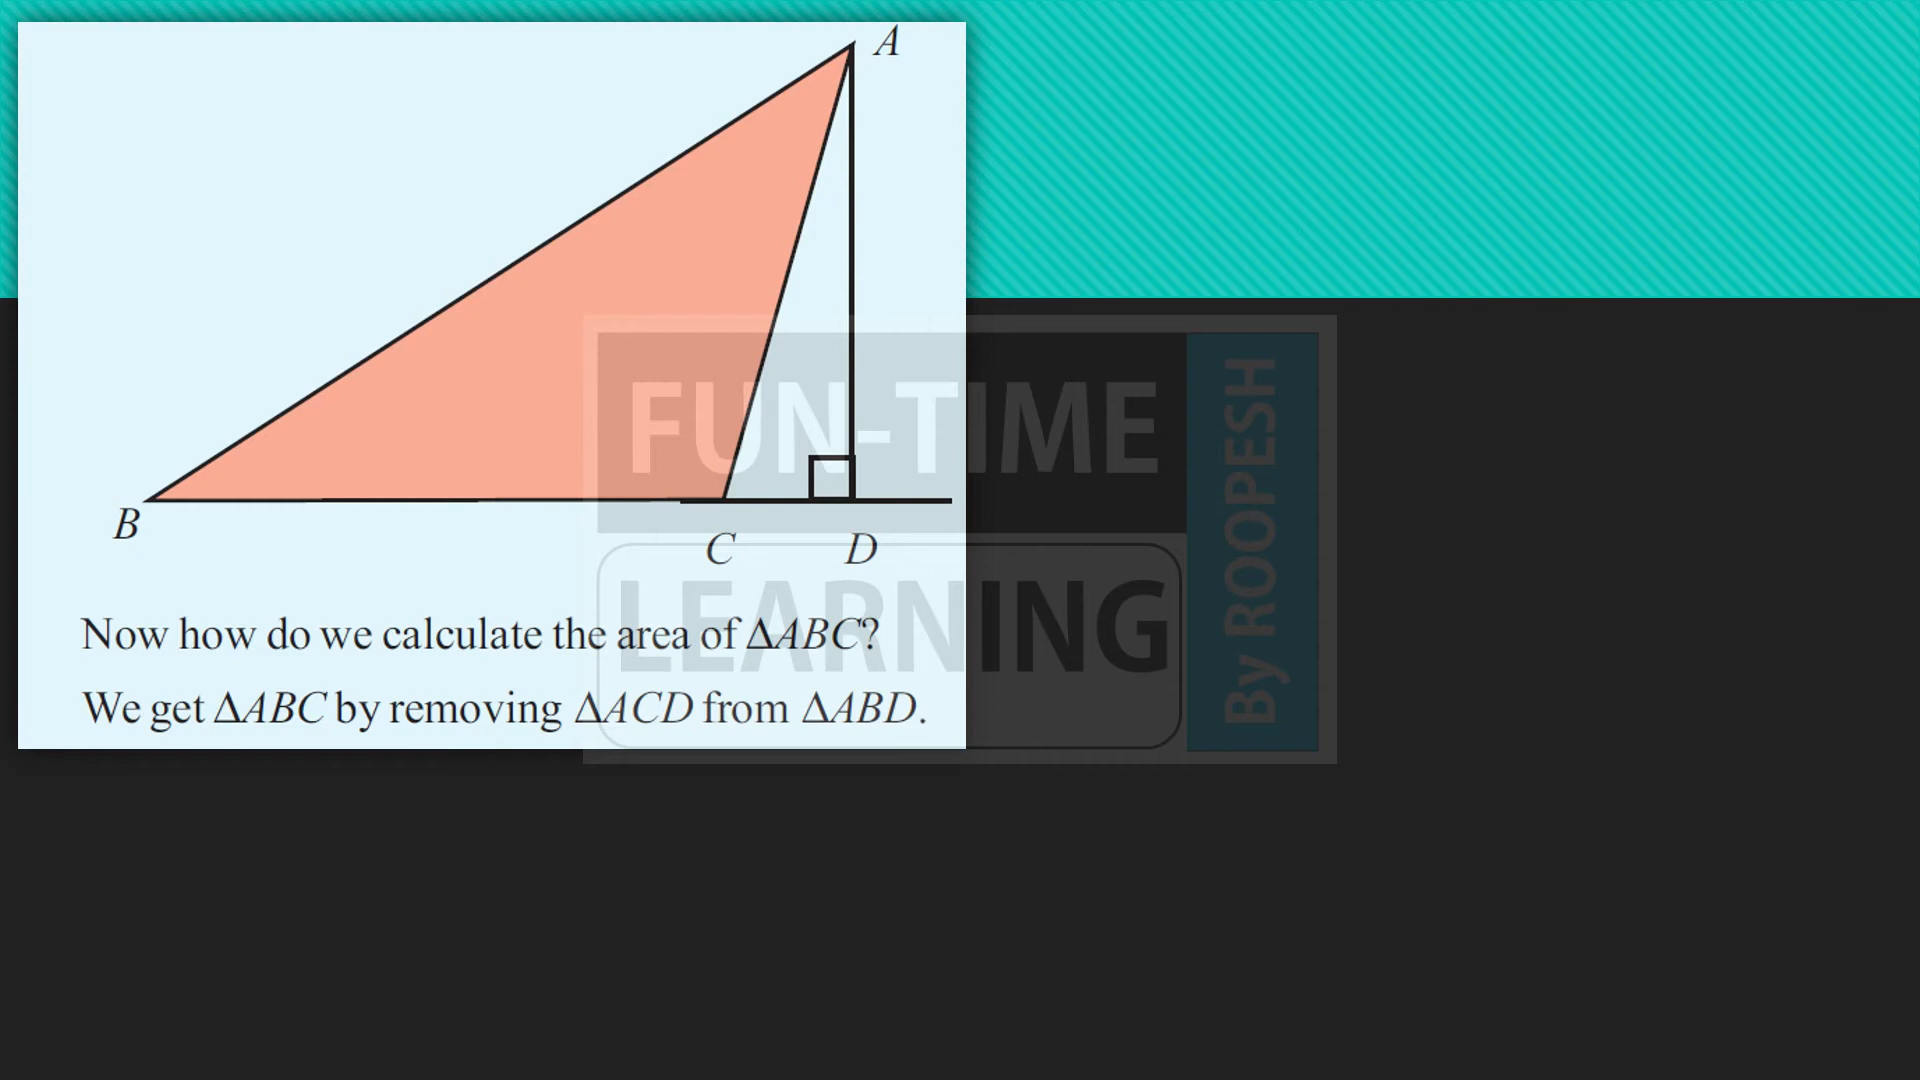 A
B
C D
Now how do we calculate the area of ΔABC?
We get ΔABC by removing ΔACD from ΔABD.
FUN-TIME
LEARNING
By ROOPESH